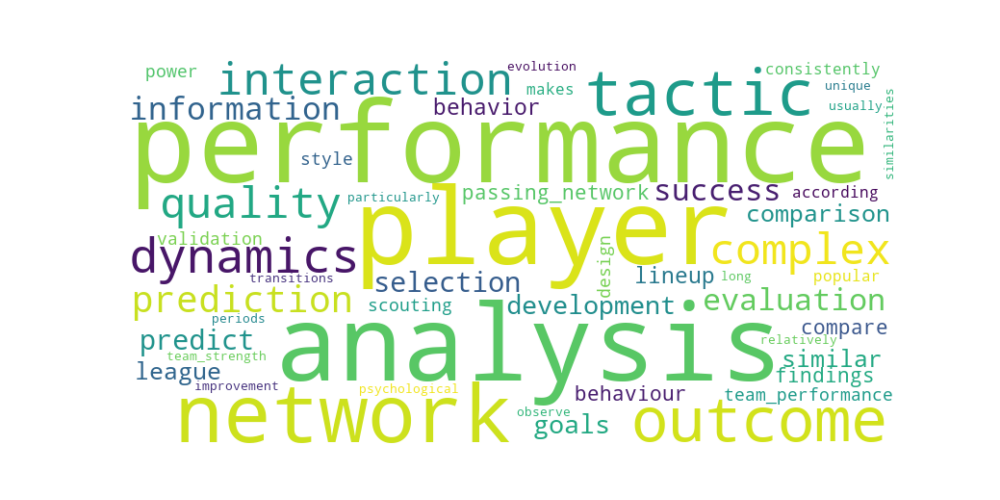 power
interaction
evolution
makes
tactic
consistently
unique
usually
similarities
information
behavior
performance
style
quality
particularly
passing_network
success
according
player
comparison
validation
dynamics
transitions
selection
design
lineup
long
complex
popular
prediction
scouting
development
evaluation
periods
predict
team_strength
analysis
compare
relatively
similar
league
improvement
psychological
behaviour
findings
team_performance
network
observe
goals
outcome